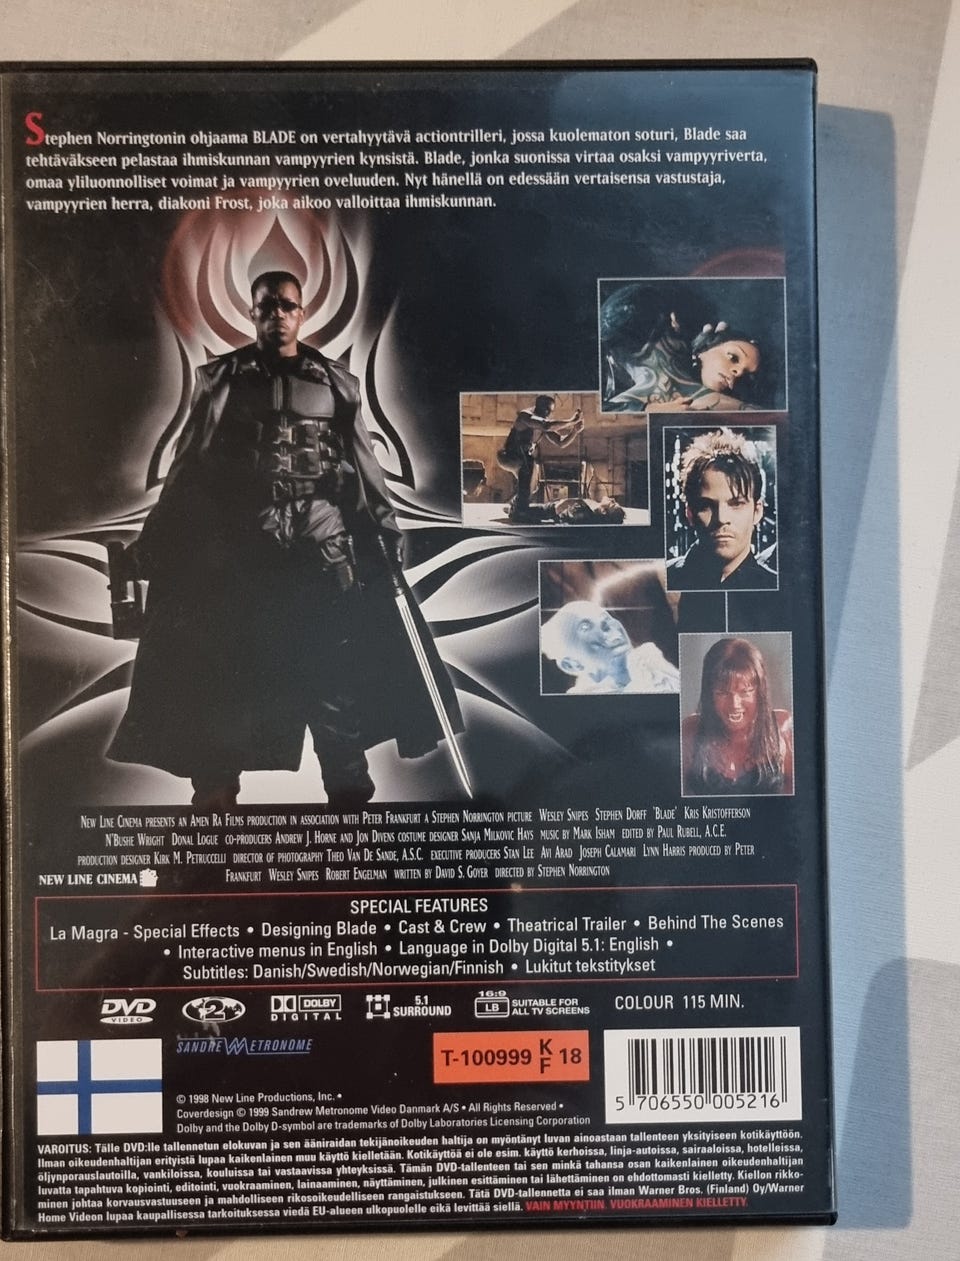 Stephen Norringtonin ohjaama BLADE on vertahyytävä actiontrilleri, jossa kuolematon soturi, Blade saa
tehtäväkseen pelastaa ihmiskunnan vampyyrien kynsistä. Blade, jonka suonissa virtaa osaksi vampyyriverta,
omaa yliluonnolliset voimat ja vampyyrien oveluuden. Nyt hänellä on edessään vertaisensa vastustaja,
vampyyrien herra, diakoni Frost, joka aikoo valloittaa ihmiskunnan.
NEW LINE CINEMA PRESENTS AN AMEN RA FILMS PRODUCTION IN ASSOCIATION WITH PETER FRANKFURT A STEPHEN NORRINGTON PICTURE WESLEY SNIPES STEPHEN DORFF 'BLADE' KRIS KRISTOFFERSON
N'BUSHE WRIGHT DONAL LOGUE CO-PRODUCERS ANDREW J. HORNE AND JON DIVENS COSTUME DESIGNER SANJA MILKOVIC HAYS MUSIC BY MARK ISHAM EDITED BY PAUL RUBELL, A.C.E.
PRODUCTION DESIGNER KIRK M. PETRUCCELLI DIRECTOR OF PHOTOGRAPHY THEO VAN DE SANDE, A.S.C. EXECUTIVE PRODUCERS STAN LEE AVI ARAD JOSEPH CALAMARI LYNN HARRIS PRODUCED BY PETER
FRANKFURT WESLEY SNIPES ROBERT ENGELMAN WRITTEN BY DAVID S. GOYER DIRECTED BY STEPHEN NORRINGTON
NEW LINE CINEMA
SPECIAL FEATURES
La Magra - Special Effects • Designing Blade • Cast & Crew • Theatrical Trailer • Behind The Scenes
• Interactive menus in English • Language in Dolby Digital 5.1: English •
Subtitles: Danish/Swedish/Norwegian/Finnish • Lukitut tekstitykset
DVD VIDEO
2
DOLBY DIGITAL
5.1 SURROUND
16:9 LB
SUITABLE FOR ALL TV SCREENS
COLOUR 115 MIN.
SANDREW METRONOME
T-100999 K/F 18
5 706550 005216
© 1998 New Line Productions, Inc. •
Coverdesign © 1999 Sandrew Metronome Video Danmark A/S • All Rights Reserved •
Dolby and the Dolby D-symbol are trademarks of Dolby Laboratories Licensing Corporation
VAROITUS: Tälle DVD:lle tallennetun elokuvan ja sen ääniraidan tekijänoikeuden haltija on myöntänyt luvan ainoastaan tallenteen yksityiseen kotikäyttöön.
Ilman oikeudenhaltijan erityistä lupaa kaikenlainen muu käyttö kielletään. Kotikäyttöä ei ole esim. käyttö kerhoissa, linja-autoissa, sairaaloissa, hotelleissa,
öljynporauslautoilla, vankiloissa, kouluissa tai vastaavissa yhteyksissä. Tämän DVD-tallenteen tai sen minkä tahansa osan kaikenlainen oikeudenhaltijan
luvatta tapahtuva kopiointi, editointi, vuokraaminen, lainaaminen, näyttäminen, julkinen esittäminen tai lähettäminen on ehdottomasti kielletty. Kiellon rikko-
minen johtaa korvausvastuuseen ja mahdolliseen rikosoikeudelliseen rangaistukseen. Tätä DVD-tallennetta ei saa ilman Warner Bros. (Finland) Oy/Warner
Home Videon lupaa kaupallisessa tarkoituksessa viedä EU-alueen ulkopuolelle eikä levittää siellä. VAIN MYYNTIIN. VUOKRAAMINEN KIELLETTY.